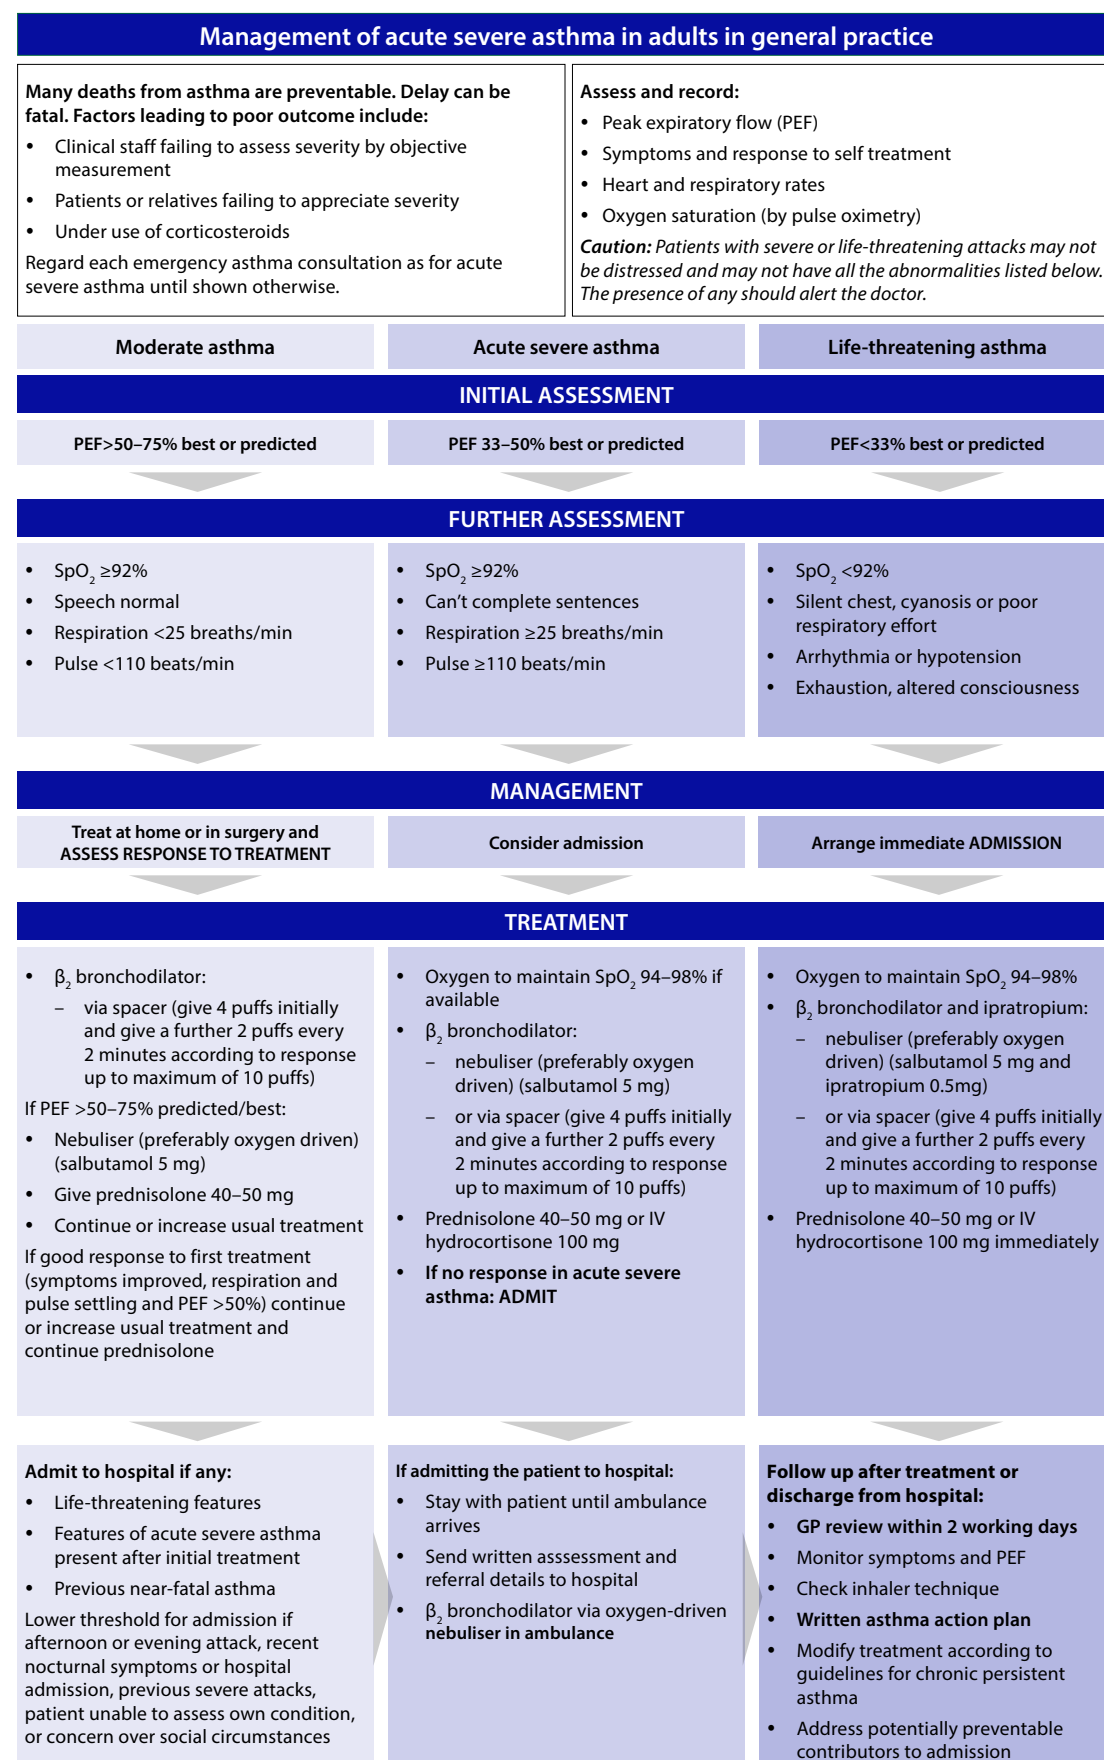 Management of acute severe asthma in adults in general practice
Many deaths from asthma are preventable. Delay can be
fatal. Factors leading to poor outcome include:
• Clinical staff failing to assess severity by objective
measurement
• Patients or relatives failing to appreciate severity
• Under use of corticosteroids
Regard each emergency asthma consultation as for acute
severe asthma until shown otherwise.
Assess and record:
• Peak expiratory flow (PEF)
• Symptoms and response to self treatment
• Heart and respiratory rates
• Oxygen saturation (by pulse oximetry)
Caution: Patients with severe or life-threatening attacks may not
be distressed and may not have all the abnormalities listed below.
The presence of any should alert the doctor.
Moderate asthma
Acute severe asthma
Life-threatening asthma
INITIAL ASSESSMENT
PEF>50–75% best or predicted
PEF 33–50% best or predicted
PEF<33% best or predicted
FURTHER ASSESSMENT
• SpO₂ ≥92%
• Speech normal
• Respiration <25 breaths/min
• Pulse <110 beats/min
• SpO₂ ≥92%
• Can't complete sentences
• Respiration ≥25 breaths/min
• Pulse ≥110 beats/min
• SpO₂ <92%
• Silent chest, cyanosis or poor
respiratory effort
• Arrhythmia or hypotension
• Exhaustion, altered consciousness
MANAGEMENT
Treat at home or in surgery and
ASSESS RESPONSE TO TREATMENT
Consider admission
Arrange immediate ADMISSION
TREATMENT
• β₂ bronchodilator:
– via spacer (give 4 puffs initially
and give a further 2 puffs every
2 minutes according to response
up to maximum of 10 puffs)
If PEF >50–75% predicted/best:
• Nebuliser (preferably oxygen driven)
(salbutamol 5 mg)
• Give prednisolone 40–50 mg
• Continue or increase usual treatment
If good response to first treatment
(symptoms improved, respiration and
pulse settling and PEF >50%) continue
or increase usual treatment and
continue prednisolone
• Oxygen to maintain SpO₂ 94–98% if
available
• β₂ bronchodilator:
– nebuliser (preferably oxygen
driven) (salbutamol 5 mg)
– or via spacer (give 4 puffs initially
and give a further 2 puffs every
2 minutes according to response
up to maximum of 10 puffs)
• Prednisolone 40–50 mg or IV
hydrocortisone 100 mg
• If no response in acute severe
asthma: ADMIT
• Oxygen to maintain SpO₂ 94–98%
• β₂ bronchodilator and ipratropium:
– nebuliser (preferably oxygen
driven) (salbutamol 5 mg and
ipratropium 0.5mg)
– or via spacer (give 4 puffs initially
and give a further 2 puffs every
2 minutes according to response
up to maximum of 10 puffs)
• Prednisolone 40–50 mg or IV
hydrocortisone 100 mg immediately
Admit to hospital if any:
• Life-threatening features
• Features of acute severe asthma
present after initial treatment
• Previous near-fatal asthma
Lower threshold for admission if
afternoon or evening attack, recent
nocturnal symptoms or hospital
admission, previous severe attacks,
patient unable to assess own condition,
or concern over social circumstances
If admitting the patient to hospital:
• Stay with patient until ambulance
arrives
• Send written asssessment and
referral details to hospital
• β₂ bronchodilator via oxygen-driven
nebuliser in ambulance
Follow up after treatment or
discharge from hospital:
• GP review within 2 working days
• Monitor symptoms and PEF
• Check inhaler technique
• Written asthma action plan
• Modify treatment according to
guidelines for chronic persistent
asthma
• Address potentially preventable
contributors to admission